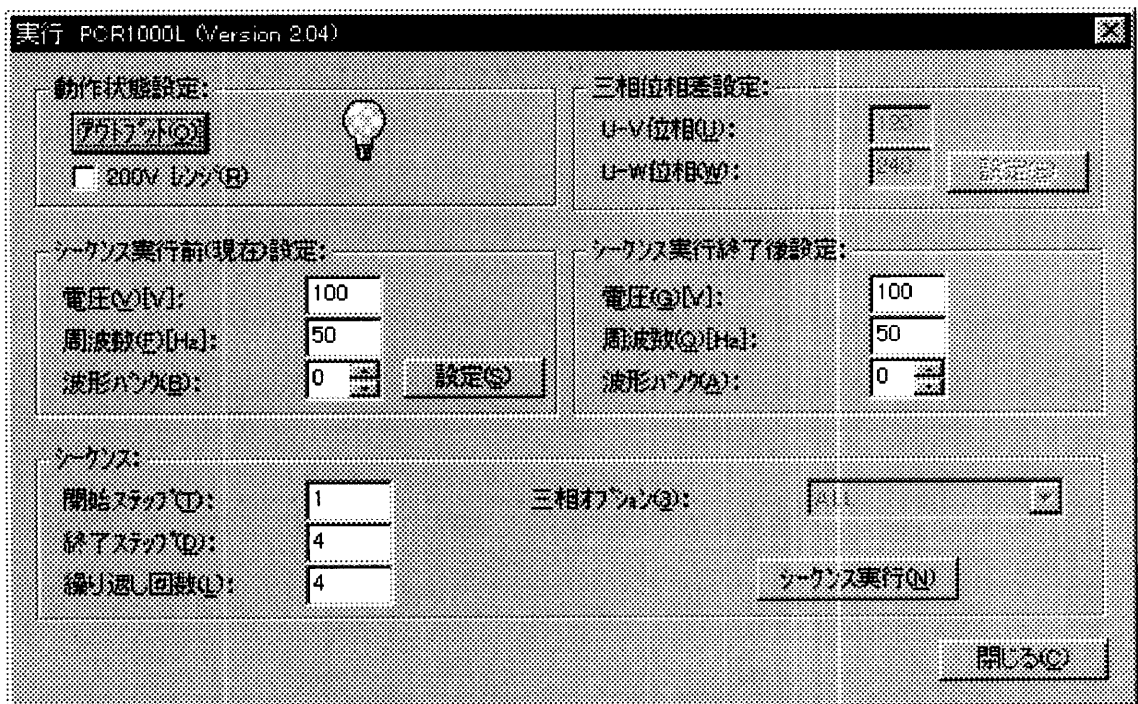 実行 PCR1000L (Version 2.04)
動作状態設定:
アウトプット(O)
200V レンジ(R)
三相位相差設定:
U-V位相(U):
U-W位相(W):
240
設定(P)
シーケンス実行前(現在)設定:
電圧(V)[V]: 100
周波数(F)[Hz]: 50
波形バンク(B): 0
設定(S)
シーケンス実行終了後設定:
電圧(G)[V]: 100
周波数(Q)[Hz]: 50
波形バンク(A): 0
シーケンス:
開始ステップ(T): 1
終了ステップ(D): 4
繰り返し回数(L): 4
三相オプション(3):
シーケンス実行(N)
閉じる(C)